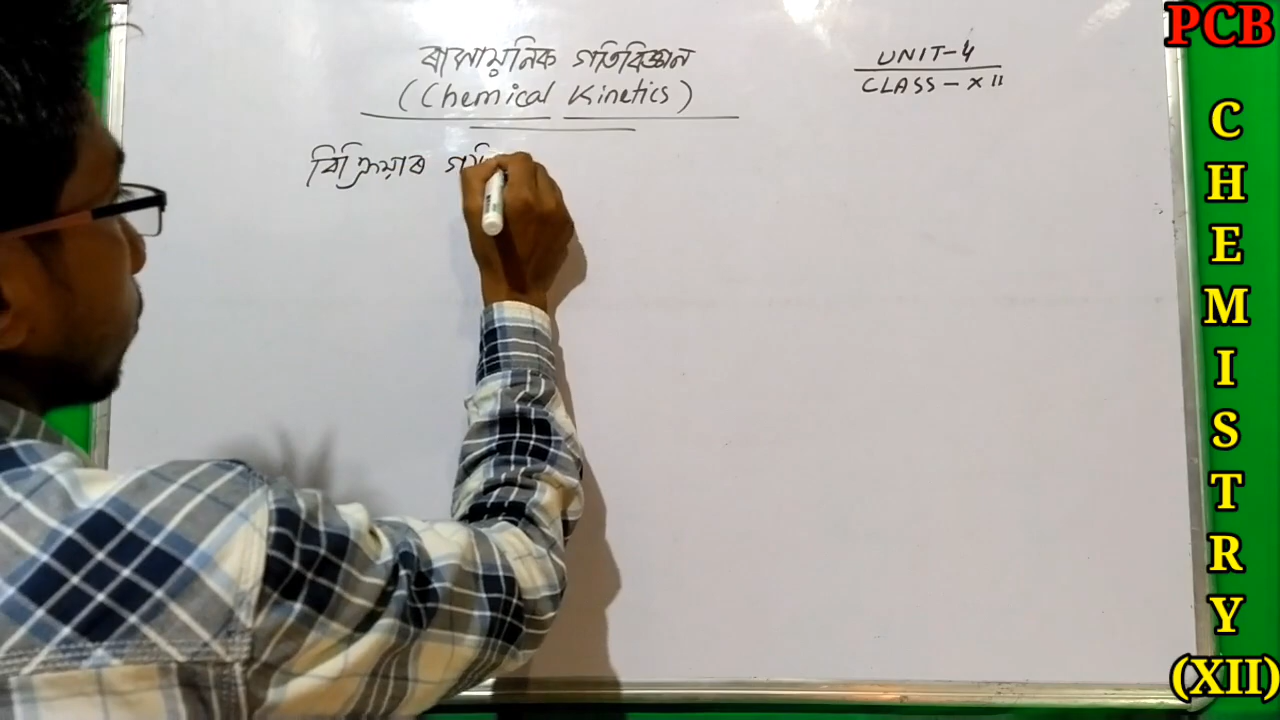 ৰাসায়নিক গতিবিজ্ঞান
(Chemical Kinetics)
UNIT-4
CLASS-XII
বিক্ৰিয়াৰ
PCB
CHEMISTRY
(XII)